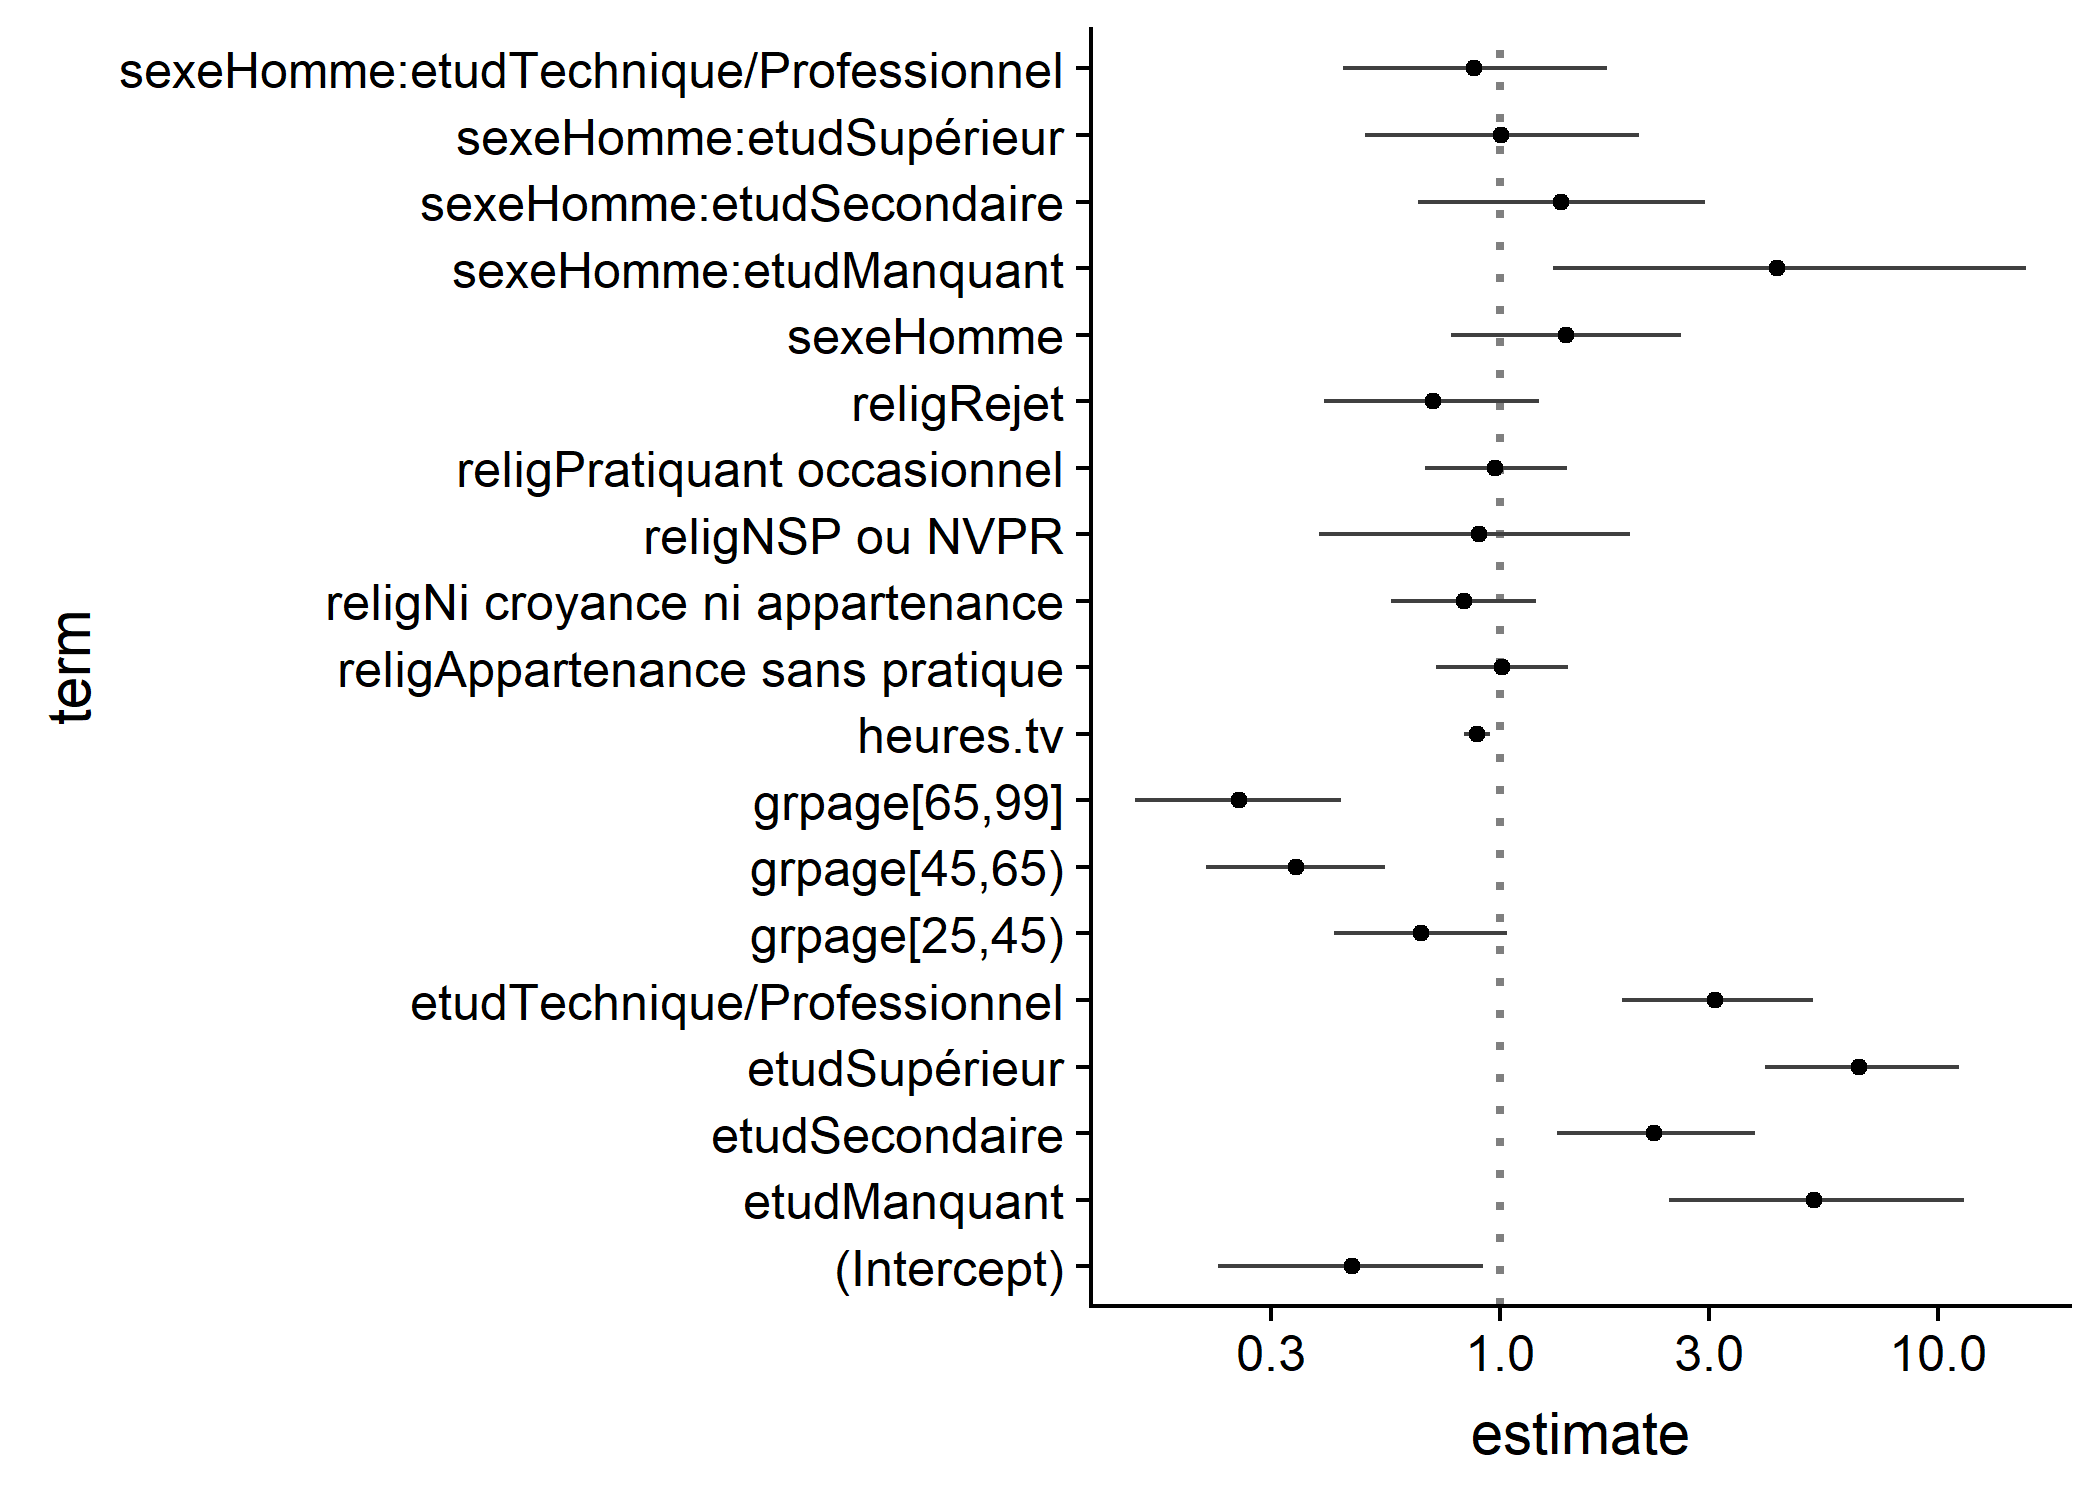 sexeHomme:etudTechnique/Professionnel
sexeHomme:etudSupérieur
sexeHomme:etudSecondaire
sexeHomme:etudManquant
sexeHomme
religRejet
religPratiquant occasionnel
religNSP ou NVPR
religNi croyance ni appartenance
religAppartenance sans pratique
heures.tv
grpage[65,99]
grpage[45,65)
grpage[25,45)
etudTechnique/Professionnel
etudSupérieur
etudSecondaire
etudManquant
(Intercept)
term
0.3 1.0 3.0 10.0
estimate